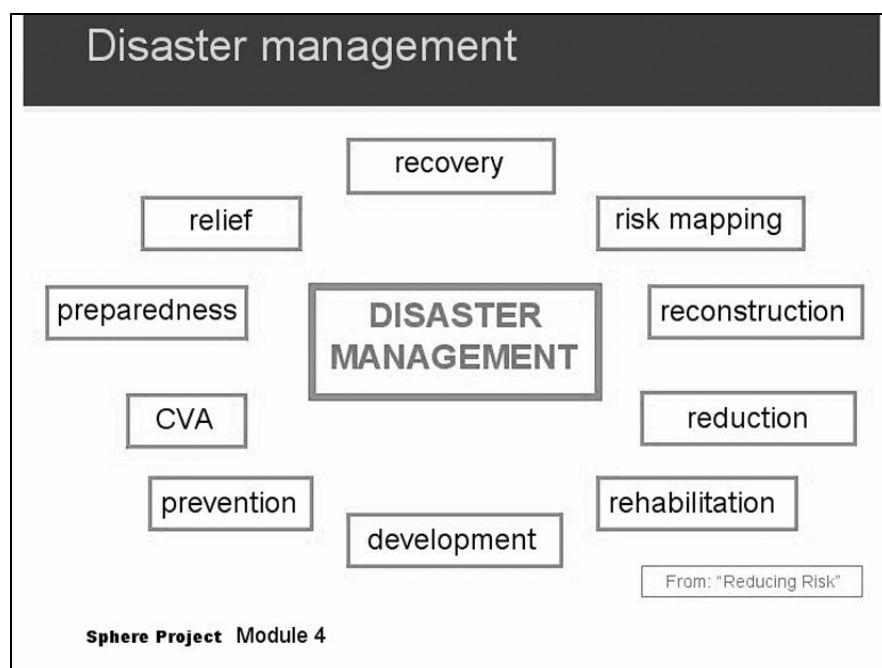 Disaster management
recovery
relief
risk mapping
preparedness
DISASTER
MANAGEMENT
reconstruction
CVA
reduction
prevention
rehabilitation
development
From: “Reducing Risk”
Sphere Project Module 4